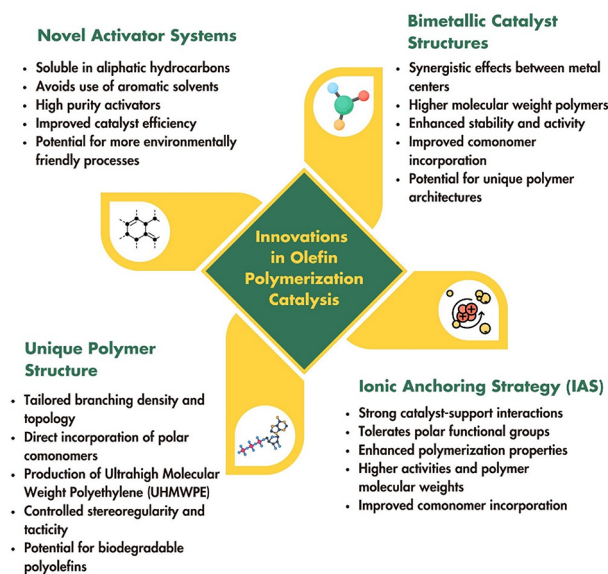 Novel Activator Systems
• Soluble in aliphatic hydrocarbons
• Avoids use of aromatic solvents
• High purity activators
• Improved catalyst efficiency
• Potential for more environmentally
friendly processes
Bimetallic Catalyst
Structures
• Synergistic effects between metal
centers
• Higher molecular weight polymers
• Enhanced stability and activity
• Improved comonomer
incorporation
• Potential for unique polymer
architectures
Innovations
in Olefin
Polymerization
Catalysis
Unique Polymer
Structure
• Tailored branching density and
topology
• Direct incorporation of polar
comonomers
• Production of Ultrahigh Molecular
Weight Polyethylene (UHMWPE)
• Controlled stereoregularity and
tacticity
• Potential for biodegradable
polyolefins
Ionic Anchoring Strategy (IAS)
• Strong catalyst-support interactions
• Tolerates polar functional groups
• Enhanced polymerization properties
• Higher activities and polymer
molecular weights
• Improved comonomer incorporation